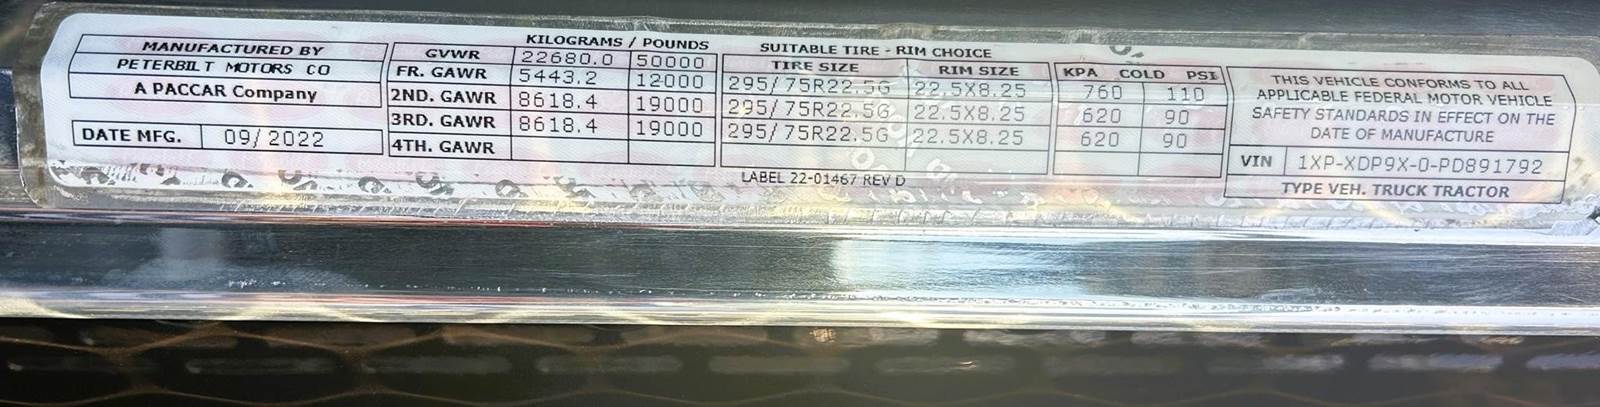 MANUFACTURED BY
PETERBILT MOTORS CO
A PACCAR Company
DATE MFG. 09/2022
KILOGRAMS / POUNDS
GVWR 22680.0 50000
FR. GAWR 5443.2 12000
2ND. GAWR 8618.4 19000
3RD. GAWR 8618.4 19000
4TH. GAWR
SUITABLE TIRE - RIM CHOICE
TIRE SIZE RIM SIZE
295/75R22.5G 22.5X8.25
295/75R22.5G 22.5X8.25
295/75R22.5G 22.5X8.25
KPA COLD PSI
760 110
620 90
620 90
LABEL 22-01467 REV D
THIS VEHICLE CONFORMS TO ALL
APPLICABLE FEDERAL MOTOR VEHICLE
SAFETY STANDARDS IN EFFECT ON THE
DATE OF MANUFACTURE
VIN 1XP-XDP9X-0-PD891792
TYPE VEH. TRUCK TRACTOR